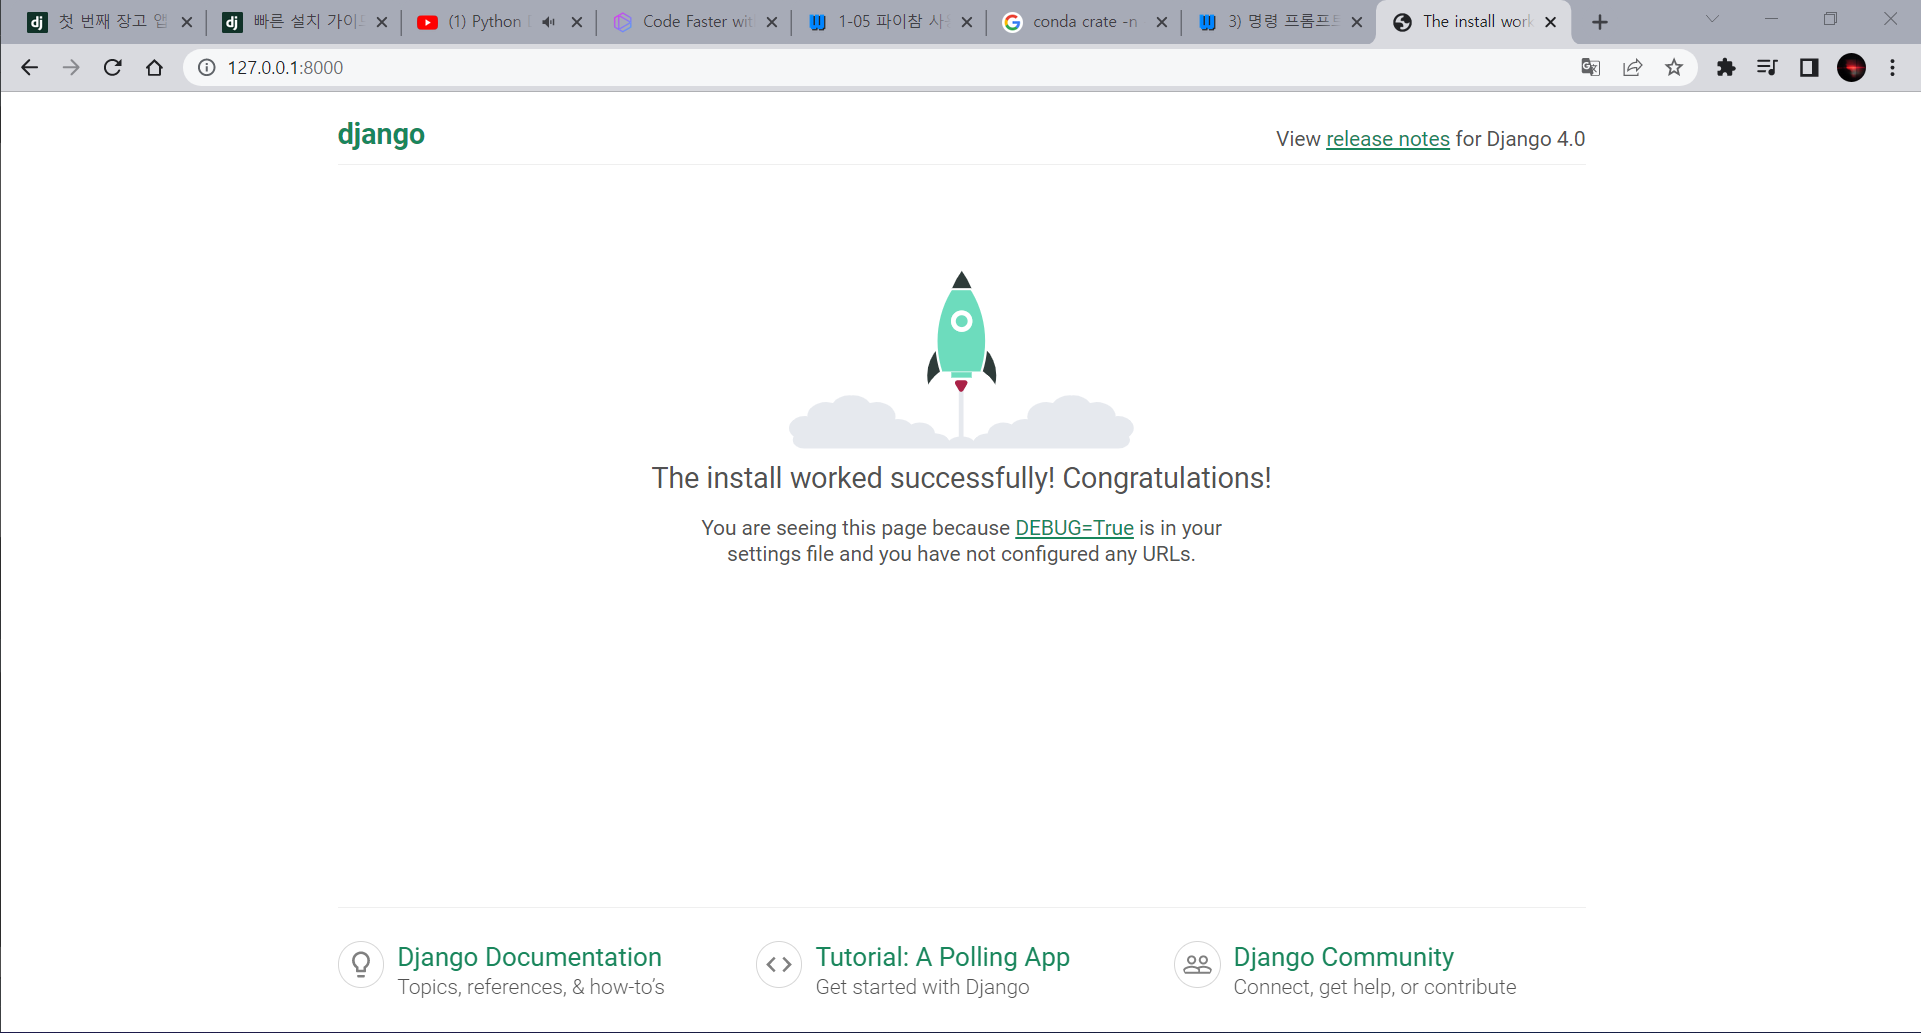 첫 번째 장고 앱
빠른 설치 가이드
(1) Python
Code Faster wit
1-05 파이참 사
conda crate -n
3) 명령 프롬프트
The install work
127.0.0.1:8000
django
View release notes for Django 4.0
The install worked successfully! Congratulations!
You are seeing this page because DEBUG=True is in your
settings file and you have not configured any URLs.
Django Documentation
Topics, references, & how-to's
Tutorial: A Polling App
Get started with Django
Django Community
Connect, get help, or contribute